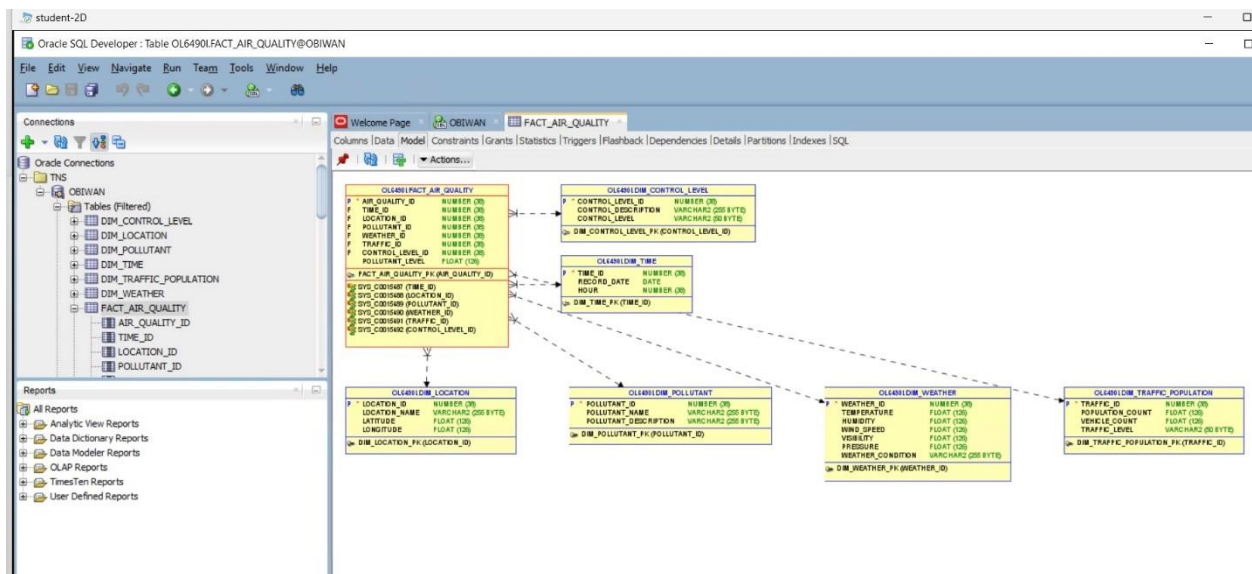 student-2D
Oracle SQL Developer : Table OL6490I.FACT_AIR_QUALITY@OBIWAN
File Edit View Navigate Run Team Tools Window Help
Connections
Oracle Connections
TNS
OBIWAN
Tables (Filtered)
DIM_CONTROL_LEVEL
DIM_LOCATION
DIM_POLLUTANT
DIM_TIME
DIM_TRAFFIC_POPULATION
DIM_WEATHER
FACT_AIR_QUALITY
AIR_QUALITY_ID
TIME_ID
LOCATION_ID
POLLUTANT_ID
Reports
All Reports
Analytic View Reports
Data Dictionary Reports
Data Modeler Reports
OLAP Reports
TimesTen Reports
User Defined Reports
Welcome Page OBIWAN FACT_AIR_QUALITY
Columns |Data |Model |Constraints |Grants |Statistics |Triggers |Flashback |Dependencies |Details |Partitions |Indexes |SQL
Actions...
OL6490I.FACT_AIR_QUALITY
P * AIR_QUALITY_ID NUMBER (38)
F TIME_ID NUMBER (38)
F LOCATION_ID NUMBER (38)
F POLLUTANT_ID NUMBER (38)
F WEATHER_ID NUMBER (38)
F TRAFFIC_ID NUMBER (38)
F CONTROL_LEVEL_ID NUMBER (38)
POLLUTANT_LEVEL FLOAT (126)
FACT_AIR_QUALITY_PK (AIR_QUALITY_ID)
SYS_C0015487 (TIME_ID)
SYS_C0015488 (LOCATION_ID)
SYS_C0015489 (POLLUTANT_ID)
SYS_C0015490 (WEATHER_ID)
SYS_C0015491 (TRAFFIC_ID)
SYS_C0015492 (CONTROL_LEVEL_ID)
OL6490I.DIM_CONTROL_LEVEL
P * CONTROL_LEVEL_ID NUMBER (38)
CONTROL_DESCRIPTION VARCHAR2 (255 BYTE)
CONTROL_LEVEL VARCHAR2 (50 BYTE)
DIM_CONTROL_LEVEL_PK (CONTROL_LEVEL_ID)
OL6490I.DIM_TIME
P * TIME_ID NUMBER (38)
RECORD_DATE DATE
HOUR NUMBER (38)
DIM_TIME_PK (TIME_ID)
OL6490I.DIM_LOCATION
P * LOCATION_ID NUMBER (38)
LOCATION_NAME VARCHAR2 (255 BYTE)
LATITUDE FLOAT (126)
LONGITUDE FLOAT (126)
DIM_LOCATION_PK (LOCATION_ID)
OL6490I.DIM_POLLUTANT
P * POLLUTANT_ID NUMBER (38)
POLLUTANT_NAME VARCHAR2 (255 BYTE)
POLLUTANT_DESCRIPTION VARCHAR2 (255 BYTE)
DIM_POLLUTANT_PK (POLLUTANT_ID)
OL6490I.DIM_WEATHER
P * WEATHER_ID NUMBER (38)
TEMPERATURE FLOAT (126)
HUMIDITY FLOAT (126)
WIND_SPEED FLOAT (126)
VISIBILITY FLOAT (126)
PRESSURE FLOAT (126)
WEATHER_CONDITION VARCHAR2 (255 BYTE)
DIM_WEATHER_PK (WEATHER_ID)
OL6490I.DIM_TRAFFIC_POPULATION
P * TRAFFIC_ID NUMBER (38)
POPULATION_COUNT FLOAT (126)
VEHICLE_COUNT FLOAT (126)
TRAFFIC_LEVEL VARCHAR2 (50 BYTE)
DIM_TRAFFIC_POPULATION_PK (TRAFFIC_ID)